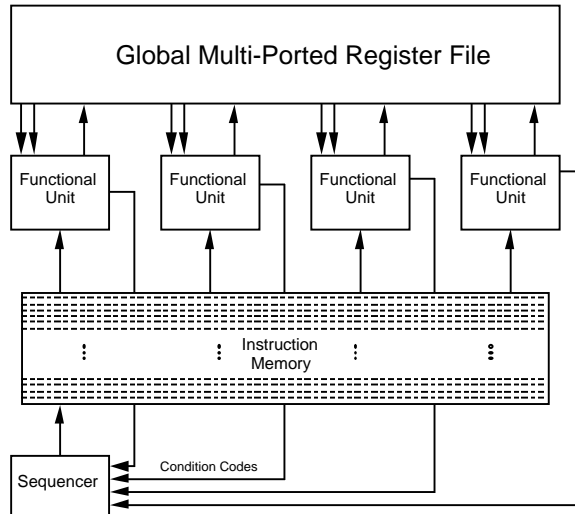 Global Multi-Ported Register File
Functional
Unit
Functional
Unit
Functional
Unit
Functional
Unit
Instruction
Memory
Condition Codes
Sequencer